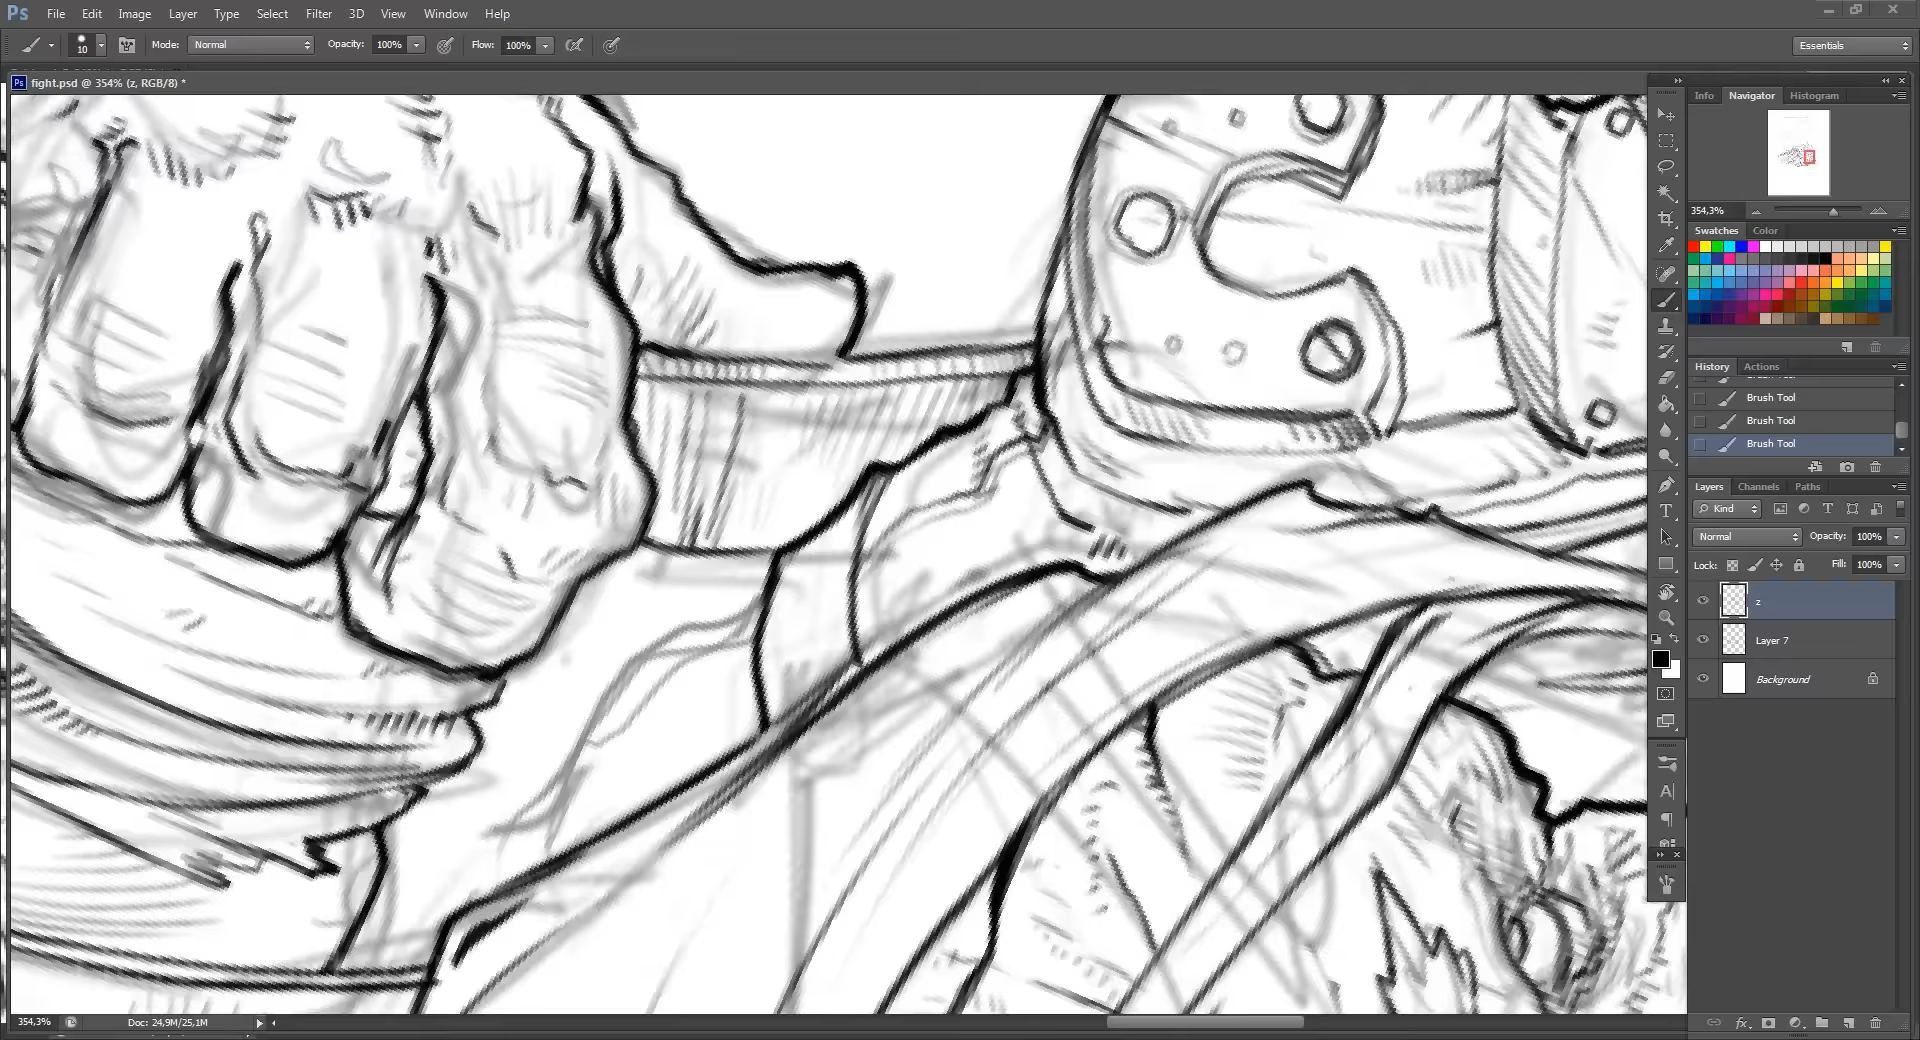 Ps File Edit Image Layer Type Select Filter 3D View Window Help
10 Mode: Normal Opacity: 100% Flow: 100% Essentials
Ps fight.psd @ 354% (z, RGB/8) *
Info Navigator Histogram
354,3%
Swatches Color
History Actions
Brush Tool
Brush Tool
Brush Tool
Layers Channels Paths
Kind T
Normal Opacity: 100%
Lock: Fill: 100%
z
Layer 7
Background
T
A
fx
354,3% Doc: 24,9M/25,1M